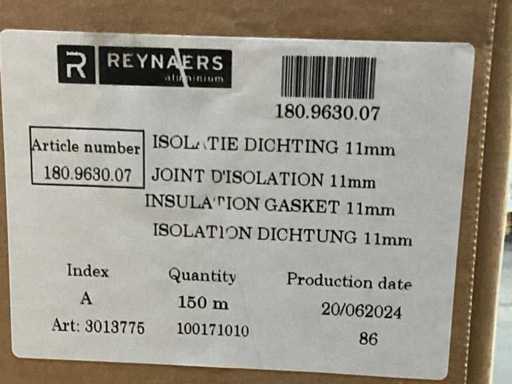 REYNAERS
aluminium
180.9630.07
Article number
180.9630.07
ISOLATIE DICHTING 11mm
JOINT D'ISOLATION 11mm
INSULATION GASKET 11mm
ISOLATION DICHTUNG 11mm
Index
Quantity
Production date
A
150 m
20/062024
Art: 3013775
100171010
86